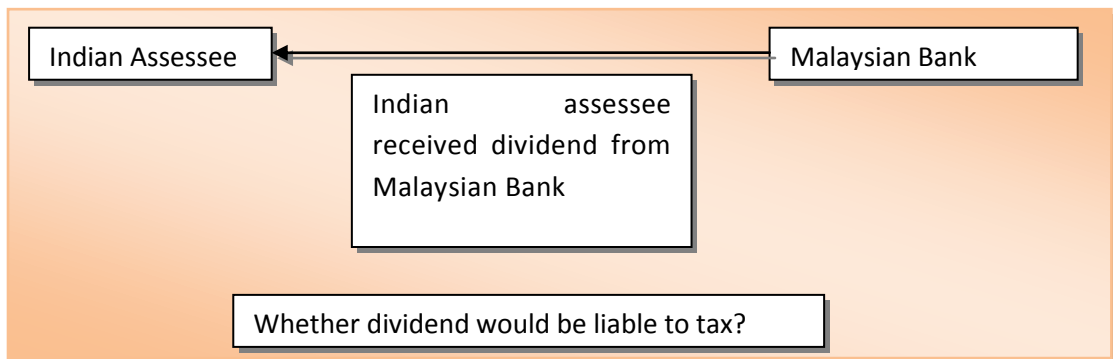 Indian Assessee
Malaysian Bank
Indian assessee
received dividend from
Malaysian Bank
Whether dividend would be liable to tax?